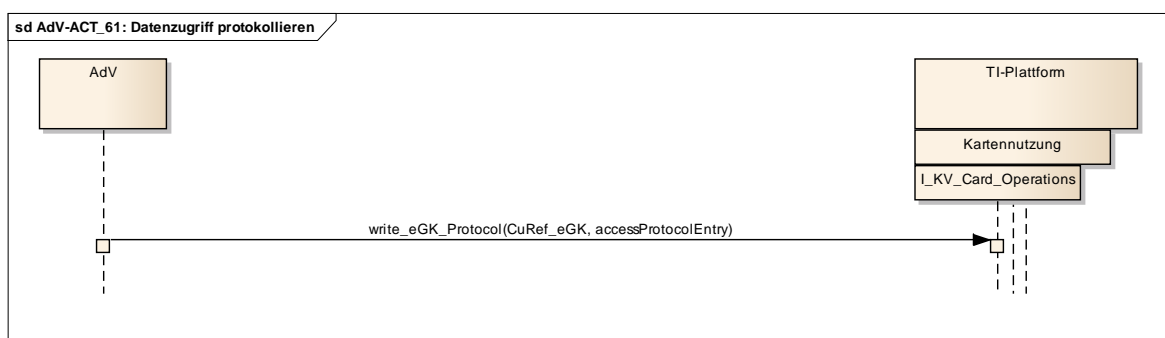 sd AdV-ACT_61: Datenzugriff protokollieren
AdV
TI-Plattform
Kartennutzung
I_KV_Card_Operations
write_eGK_Protocol(CuRef_eGK, accessProtocolEntry)